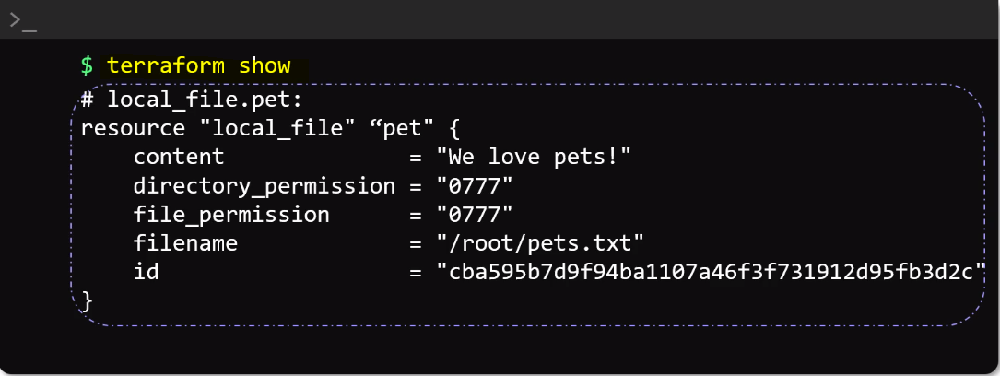 >_
$ terraform show
# local_file.pet:
resource "local_file" “pet" {
    content              = "We love pets!"
    directory_permission = "0777"
    file_permission      = "0777"
    filename             = "/root/pets.txt"
    id                   = "cba595b7d9f94ba1107a46f3f731912d95fb3d2c"
}